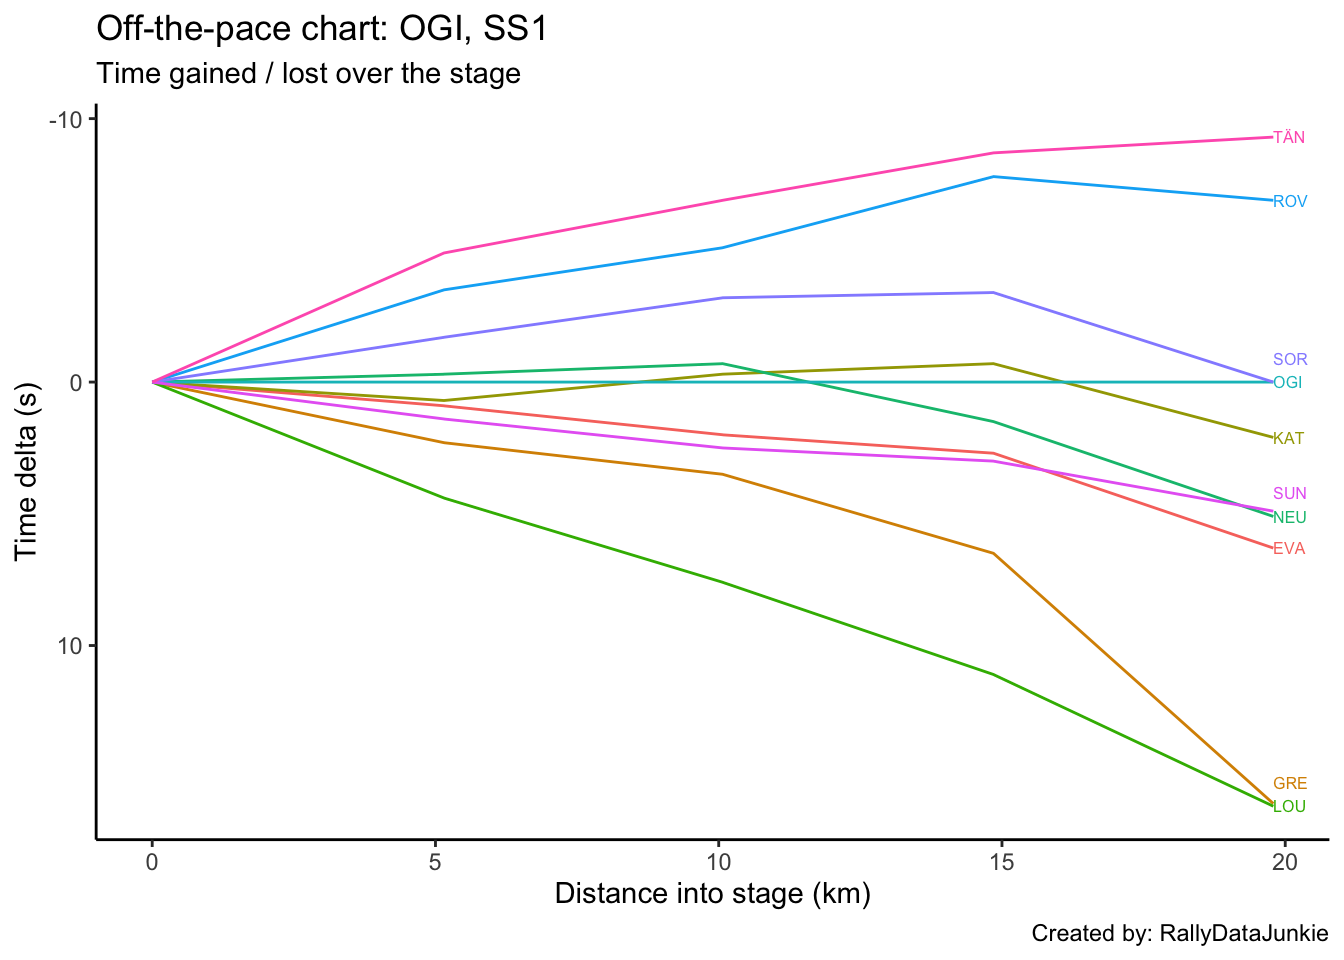 Off-the-pace chart: OGI, SS1
Time gained / lost over the stage
Time delta (s)
-10
0
10
TÄN
ROV
SOR
OGI
KAT
SUN
NEU
EVA
GRE
LOU
0 5 10 15 20
Distance into stage (km)
Created by: RallyDataJunkie